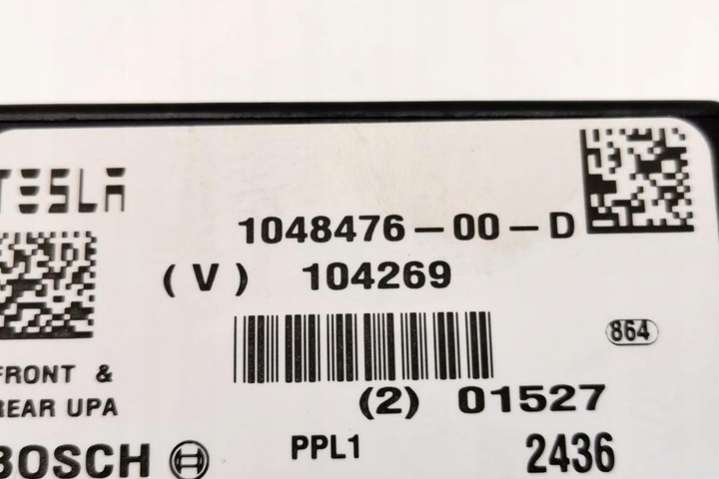 TESLA
1048476-00-D
(V) 104269
864
FRONT &
REAR UPA
(2) 01527
BOSCH
PPL1
2436